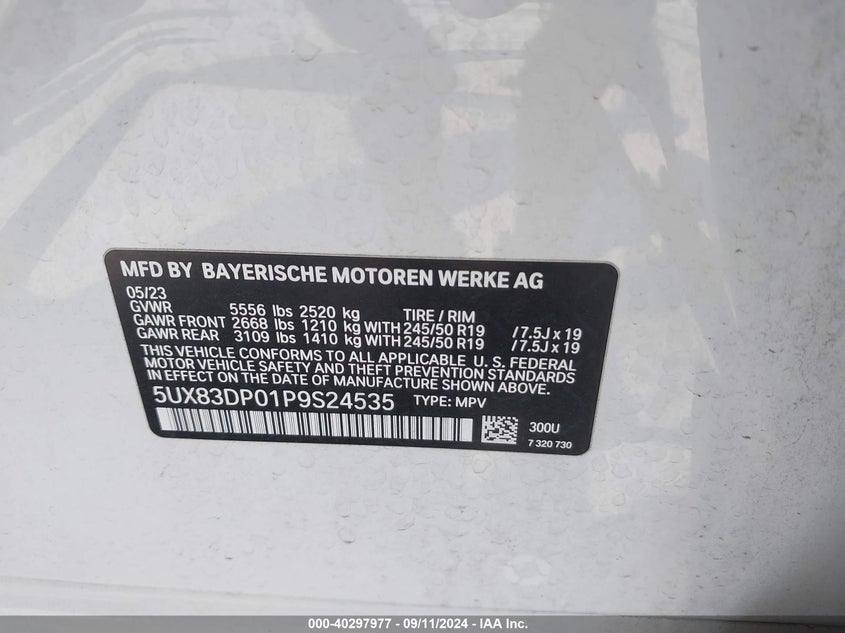 MFD BY BAYERISCHE MOTOREN WERKE AG
05/23
GVWR 5556 lbs 2520 kg TIRE / RIM
GAWR FRONT 2668 lbs 1210 kg WITH 245/50 R19 /7.5J x 19
GAWR REAR 3109 lbs 1410 kg WITH 245/50 R19 /7.5J x 19
THIS VEHICLE CONFORMS TO ALL APPLICABLE U. S. FEDERAL
MOTOR VEHICLE SAFETY AND THEFT PREVENTION STANDARDS
IN EFFECT ON THE DATE OF MANUFACTURE SHOWN ABOVE.
5UX83DP01P9S24535 TYPE: MPV
300U
7 320 730
000-40297977 - 09/11/2024 - IAA Inc.